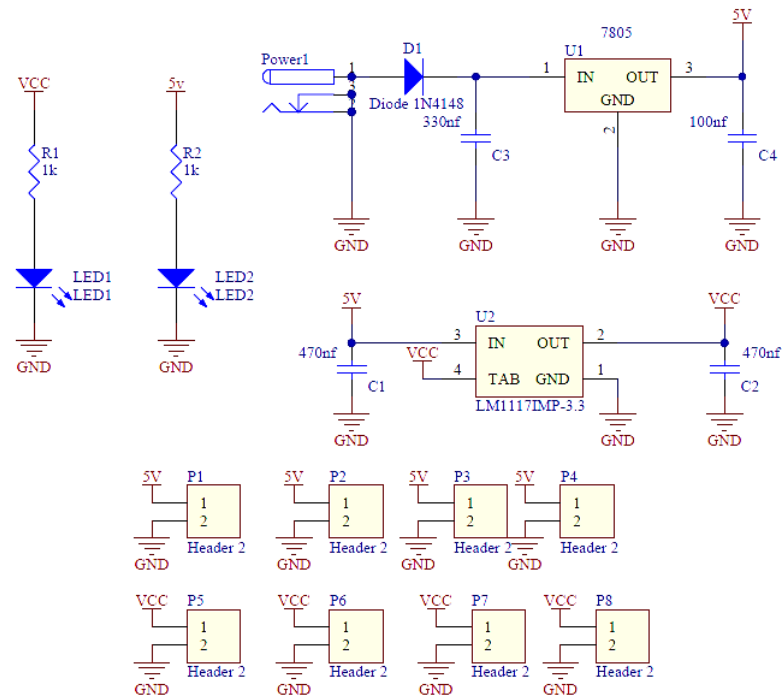 VCC
R1
1k
LED1
LED1
GND
5v
R2
1k
LED2
LED2
GND
Power1
1
3
2
GND
D1
Diode 1N4148
330nf
C3
GND
U1
7805
1
IN
OUT
3
GND
2
GND
5V
100nf
C4
GND
5V
470nf
C1
GND
U2
3
IN
OUT
2
VCC
4
TAB
GND
1
LM1117IMP-3.3
GND
VCC
470nf
C2
GND
5V
P1
1
2
Header 2
GND
5V
P2
1
2
Header 2
GND
5V
P3
1
2
Header 2
GND
5V
P4
1
2
Header 2
GND
VCC
P5
1
2
Header 2
GND
VCC
P6
1
2
Header 2
GND
VCC
P7
1
2
Header 2
GND
VCC
P8
1
2
Header 2
GND